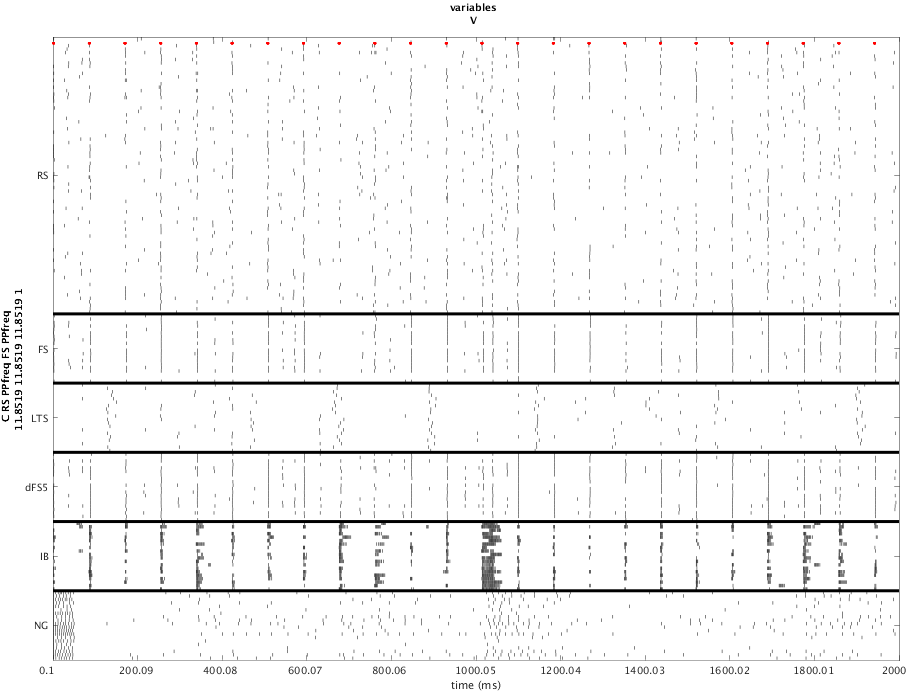 variables
V
C RS PPfreq FS PPfreq
11.8519 11.8519 11.8519 1
RS
FS
LTS
dFS5
IB
NG
0.1 200.09 400.08 600.07 800.06 1000.05 1200.04 1400.03 1600.02 1800.01 2000
time (ms)